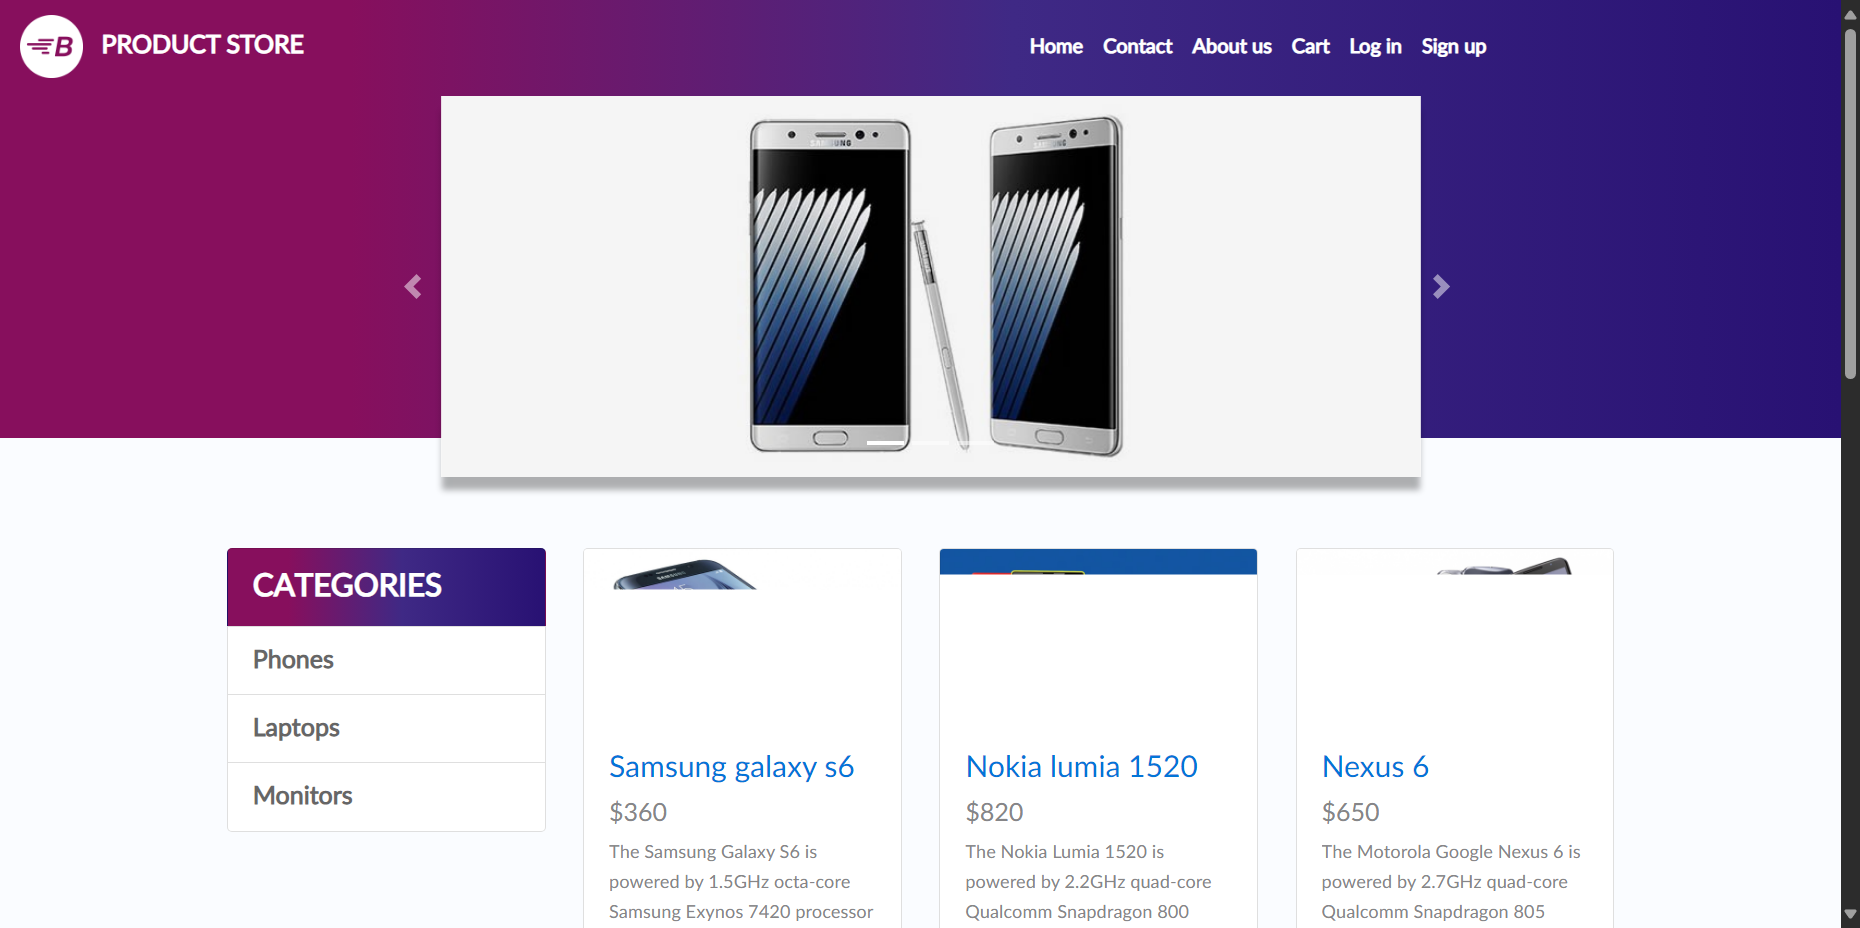 B
PRODUCT STORE
Home Contact About us Cart Log in Sign up
SAMSUNG
SAMSUNG
CATEGORIES
Phones
Laptops
Monitors
SAMSUNG
Samsung galaxy s6
$360
The Samsung Galaxy S6 is
powered by 1.5GHz octa-core
Samsung Exynos 7420 processor
Nokia lumia 1520
$820
The Nokia Lumia 1520 is
powered by 2.2GHz quad-core
Qualcomm Snapdragon 800
Nexus 6
$650
The Motorola Google Nexus 6 is
powered by 2.7GHz quad-core
Qualcomm Snapdragon 805